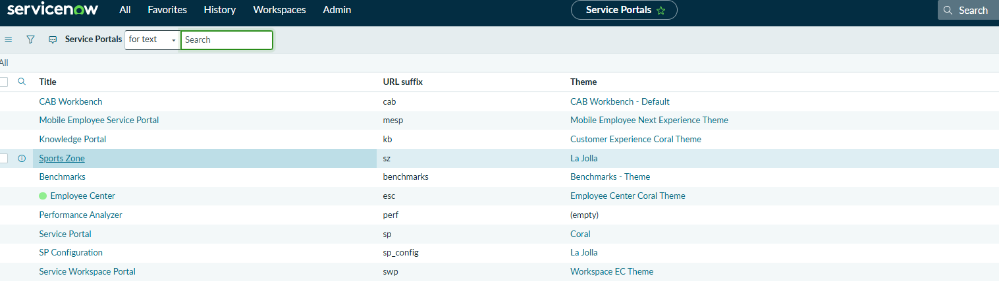 servicenow All Favorites History Workspaces Admin Service Portals Search
Service Portals for text Search
All
Title URL suffix Theme
CAB Workbench cab CAB Workbench - Default
Mobile Employee Service Portal mesp Mobile Employee Next Experience Theme
Knowledge Portal kb Customer Experience Coral Theme
Sports Zone sz La Jolla
Benchmarks benchmarks Benchmarks - Theme
Employee Center esc Employee Center Coral Theme
Performance Analyzer perf (empty)
Service Portal sp Coral
SP Configuration sp_config La Jolla
Service Workspace Portal swp Workspace EC Theme